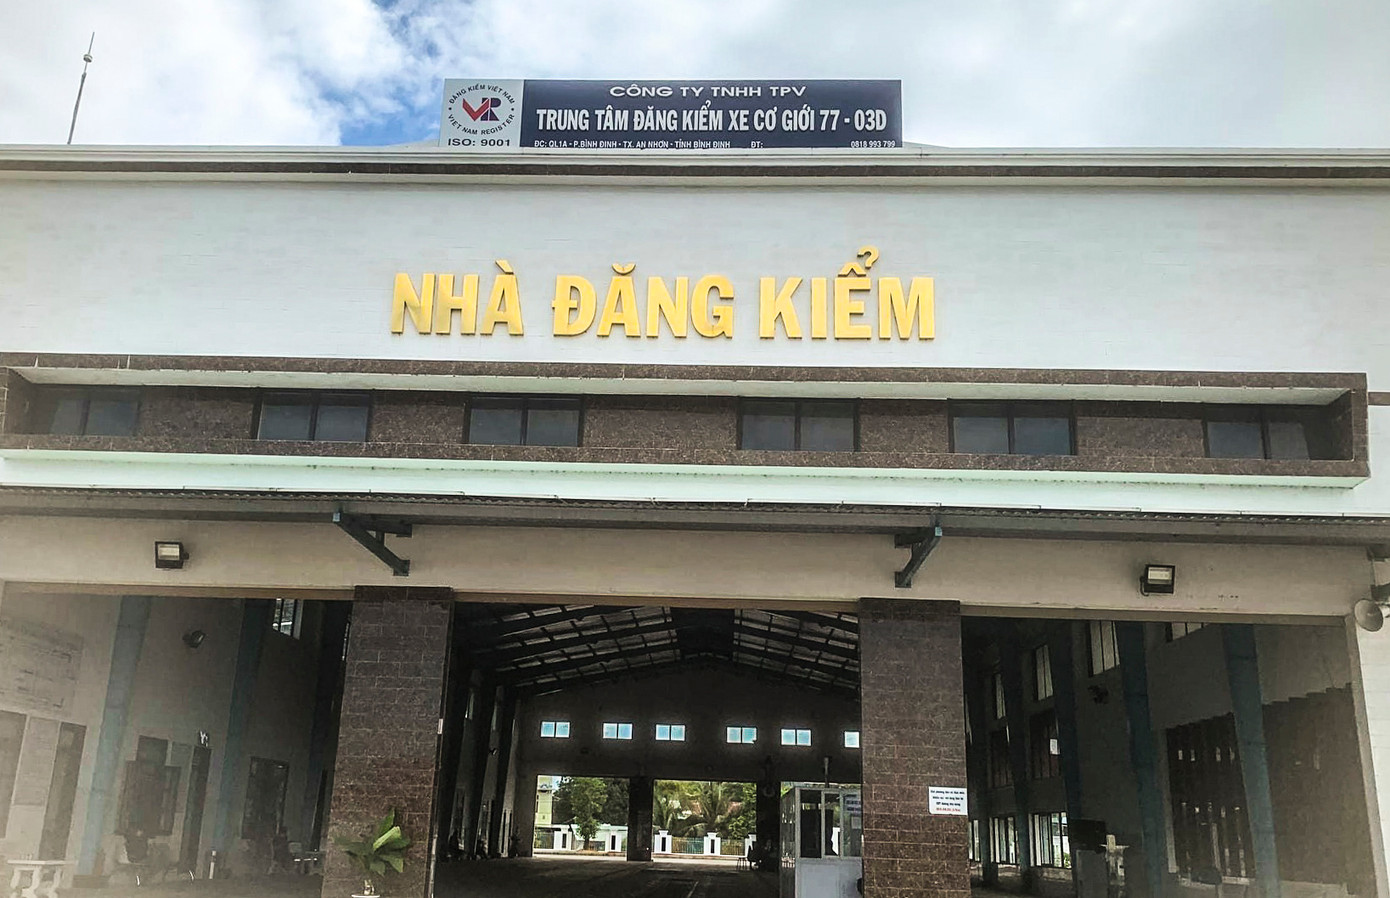 CÔNG TY TNHH TPV
ĐĂNG KIỂM VIỆT NAM
VR
VIET NAM REGISTER
ISO: 9001
TRUNG TÂM ĐĂNG KIỂM XE CƠ GIỚI 77 - 03D
ĐC: QL1A - P.BÌNH ĐỊNH - TX. AN NHƠN - TỈNH BÌNH ĐỊNH ĐT: 0818 993 799
NHÀ ĐĂNG KIỂM